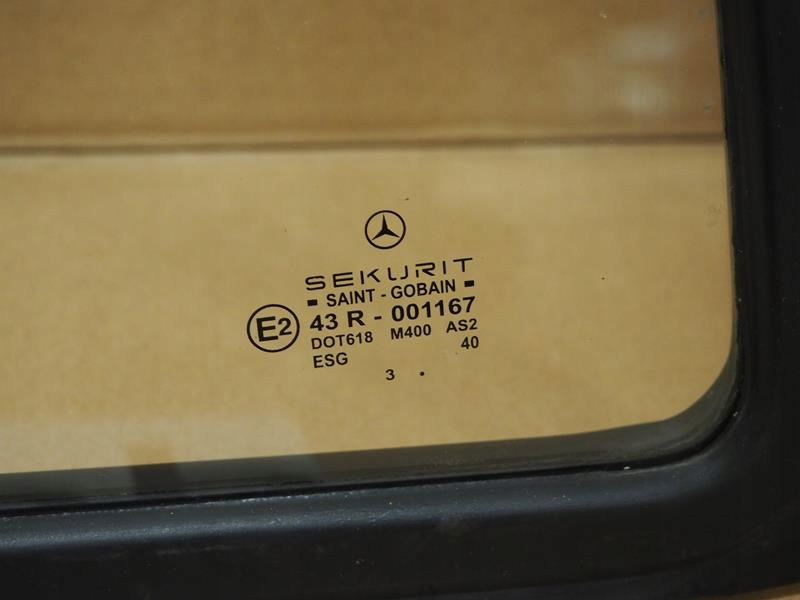 SEKURIT
SAINT - GOBAIN
E2 43 R - 001167
DOT618 M400 AS2
ESG 40
3 .